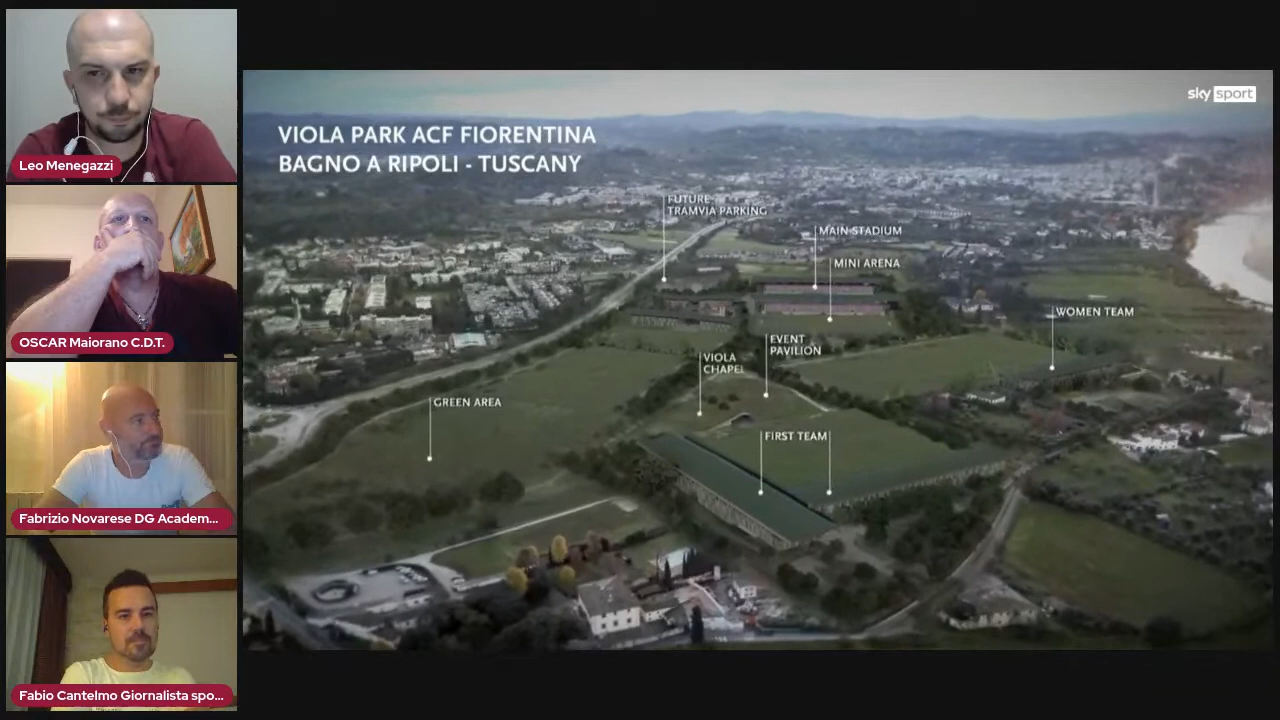 Leo Menegazzi
OSCAR Maiorano C.D.T.
Fabrizio Novarese DG Academ...
Fabio Cantelmo Giornalista spo...
sky sport
VIOLA PARK ACF FIORENTINA
BAGNO A RIPOLI - TUSCANY
FUTURE
TRAMVIA PARKING
MAIN STADIUM
MINI ARENA
WOMEN TEAM
EVENT
PAVILION
VIOLA
CHAPEL
GREEN AREA
FIRST TEAM